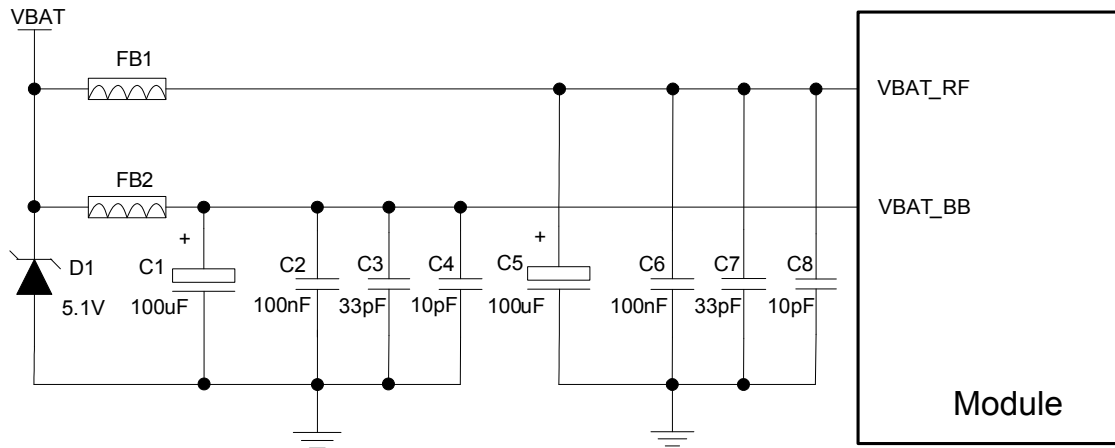 VBAT
FB1
VBAT_RF
FB2
VBAT_BB
D1
5.1V
+
C1
100uF
C2
100nF
C3
33pF
C4
10pF
+
C5
100uF
C6
100nF
C7
33pF
C8
10pF
Module